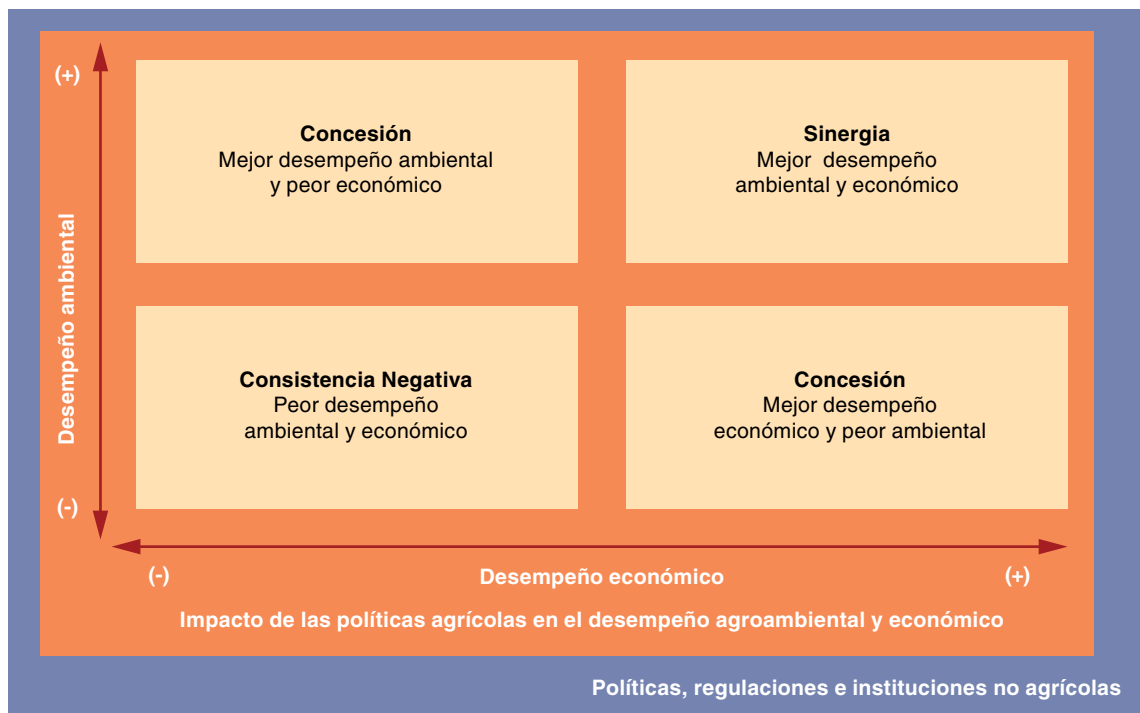 (+)
Concesión
Mejor desempeño ambiental
y peor económico
Sinergia
Mejor desempeño
ambiental y económico
Desempeño ambiental
Consistencia Negativa
Peor desempeño
ambiental y económico
Concesión
Mejor desempeño
económico y peor ambiental
(-)
(-)
Desempeño económico
(+)
Impacto de las políticas agrícolas en el desempeño agroambiental y económico
Políticas, regulaciones e instituciones no agrícolas